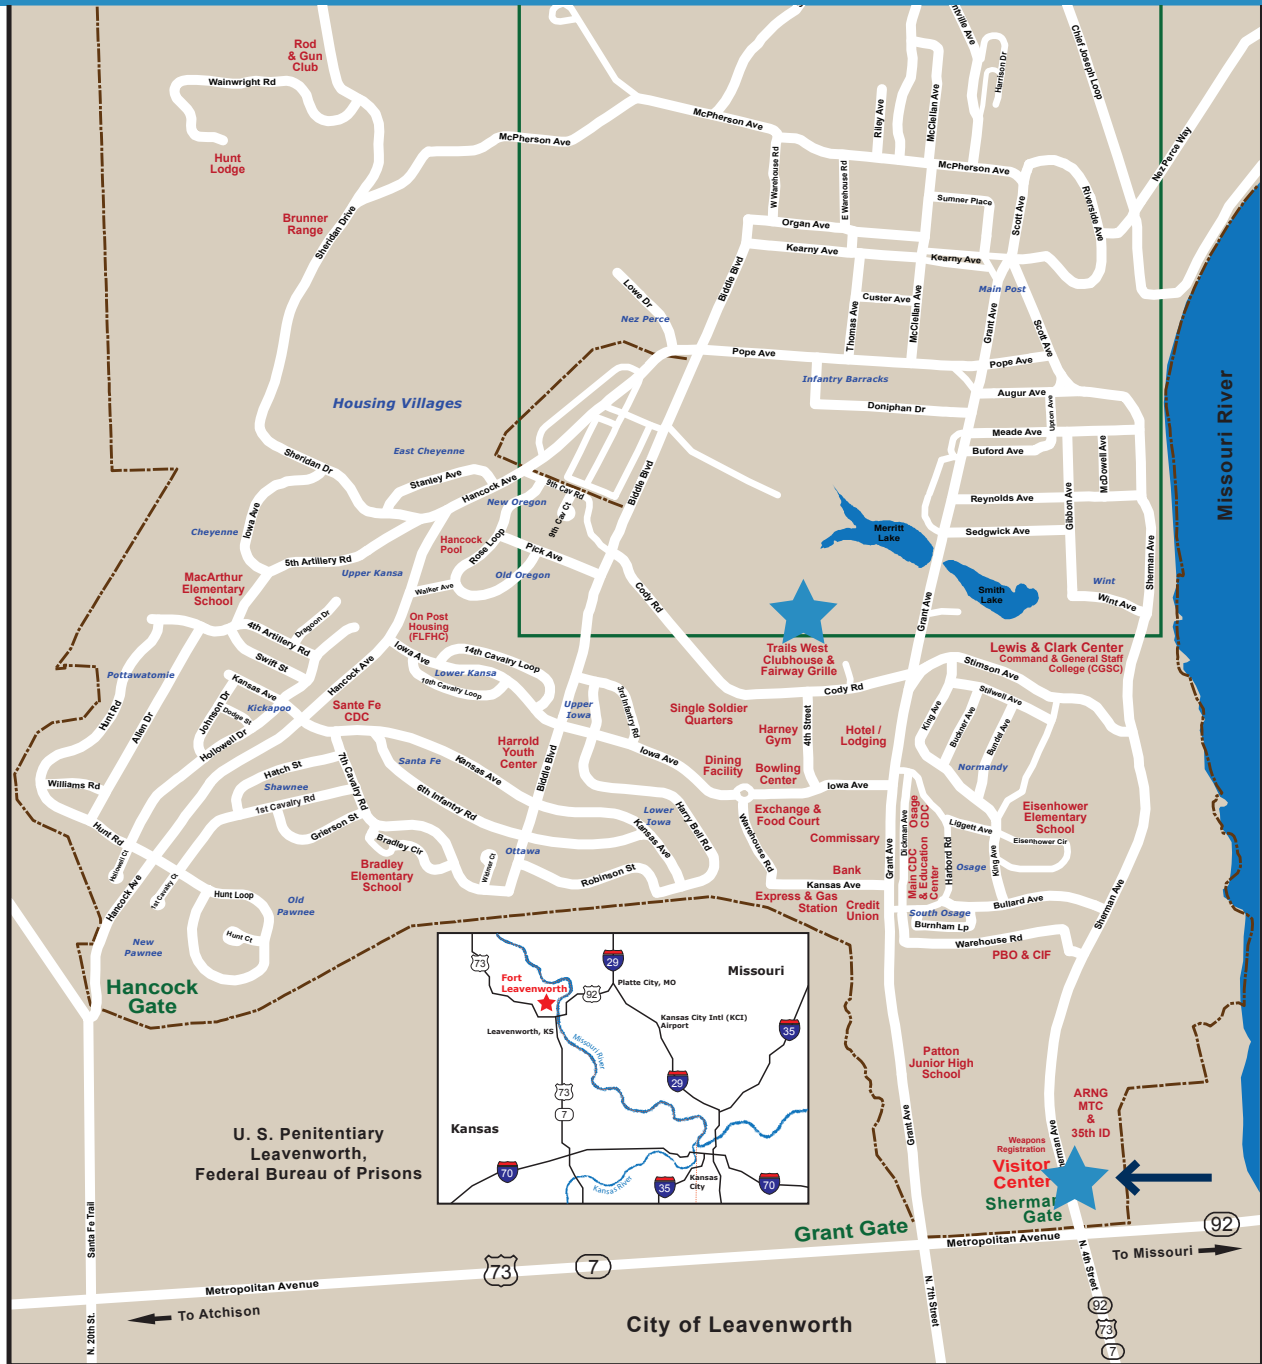 ntville Ave
Chief Joseph Loop
Rod
& Gun
Club
Wainwright Rd
Harrison Dr
Riley Ave
McClellan Ave
McPherson Ave
McPherson Ave
Nez Perce Way
Hunt
Lodge
W Warehouse Rd
E Warehouse Rd
McPherson Ave
Sumner Place
Scott Ave
Riverside Ave
Brunner
Range
Sheridan Drive
Organ Ave
Kearny Ave
Kearny Ave
Biddle Blvd
Lowe Dr
Nez Perce
Custer Ave
Main Post
Thomas Ave
McClellan Ave
Grant Ave
Scott Ave
Pope Ave
Pope Ave
Infantry Barracks
Augur Ave
Upton Ave
Doniphan Dr
Housing Villages
Missouri River
Meade Ave
Buford Ave
McDowell Ave
East Cheyenne
Sheridan Dr
Stanley Ave
Hancock Ave
9th Cav Rd
Biddle Blvd
New Oregon
9th Cav Ct
Reynolds Ave
Gibbon Ave
Cheyenne
Iowa Ave
Merritt
Lake
Sedgwick Ave
Hancock
Pool
Rose Loop
Pick Ave
5th Artillery Rd
Upper Kansa
Old Oregon
Sherman Ave
MacArthur
Elementary
School
Walker Ave
Cody Rd
Smith
Lake
Wint
Wint Ave
Grant Ave
On Post
Housing
(FLFHC)
Dragoon Dr
4th Artillery Rd
Trails West
Clubhouse &
Fairway Grille
Lewis & Clark Center
Command & General Staff
College (CGSC)
Swift St
Iowa Ave
14th Cavalry Loop
Lower Kansa
10th Cavalry Loop
Stimson Ave
Pottawatomie
Hancock Ave
Kansas Ave
Kickapoo
Johnson Dr
Dodge St
Hollowell Dr
Allen Dr
Hunt Rd
Cody Rd
Stilwell Ave
Sante Fe
CDC
Upper
Iowa
3rd Infantry Rd
Single Soldier
Quarters
4th Street
King Ave
Buckner Ave
Bundel Ave
Harney
Gym
Hotel /
Lodging
Harrold
Youth
Center
Biddle Blvd
Iowa Ave
Dining
Facility
Bowling
Center
Normandy
Williams Rd
Hatch St
Shawnee
7th Cavalry Rd
Santa Fe
Kansas Ave
Iowa Ave
1st Cavalry Rd
6th Infantry Rd
Lower
Iowa
Harry Bell Rd
Exchange &
Food Court
Osage
CDC
Eisenhower
Elementary
School
Hunt Rd
Grierson St
Bradley Cir
Kansas Ave
Warehouse Rd
Commissary
Grant Ave
Dickman Ave
Liggett Ave
Eisenhower Cir
Hollowell Ct
Ottawa
Bradley
Elementary
School
Witmer Ct
Robinson St
Bank
Kansas Ave
Main CDC
& Education
Center
Harbord Rd
Osage
King Ave
Hancock Ave
1st Cavalry Ct
Hunt Loop
Old
Pawnee
Express & Gas
Station
Credit
Union
South Osage
Bullard Ave
Burnham Lp
Sherman Ave
Hunt Ct
New
Pawnee
Warehouse Rd
PBO & CIF
Hancock
Gate
73
29
Missouri
Fort
Leavenworth
92
Platte City, MO
Leavenworth, KS
Kansas City Intl (KCI)
Airport
35
Missouri River
29
73
7
Kansas
70
Kansas River
35
Kansas
City
70
Patton
Junior High
School
ARNG
MTC
&
35th ID
Grant Ave
erman Ave
Weapons
Registration
Visitor
Center
Sherma
Gate
U. S. Penitentiary
Leavenworth,
Federal Bureau of Prisons
Santa Fe Trail
Grant Gate
Metropolitan Avenue
92
To Missouri
73
7
Metropolitan Avenue
To Atchison
N. 20th St.
N. 7th Street
N. 4th Street
City of Leavenworth
92
73
7